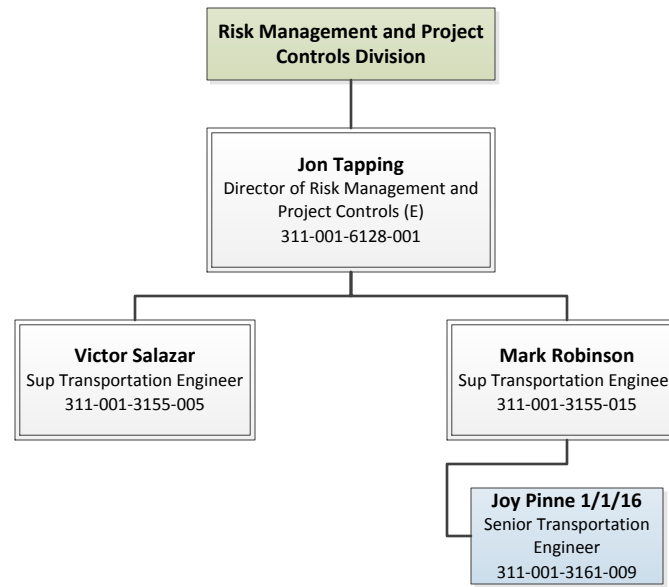 Risk Management and Project
Controls Division
Jon Tapping
Director of Risk Management and
Project Controls (E)
311-001-6128-001
Victor Salazar
Sup Transportation Engineer
311-001-3155-005
Mark Robinson
Sup Transportation Enginee
311-001-3155-015
Joy Pinne 1/1/16
Senior Transportation
Engineer
311-001-3161-009